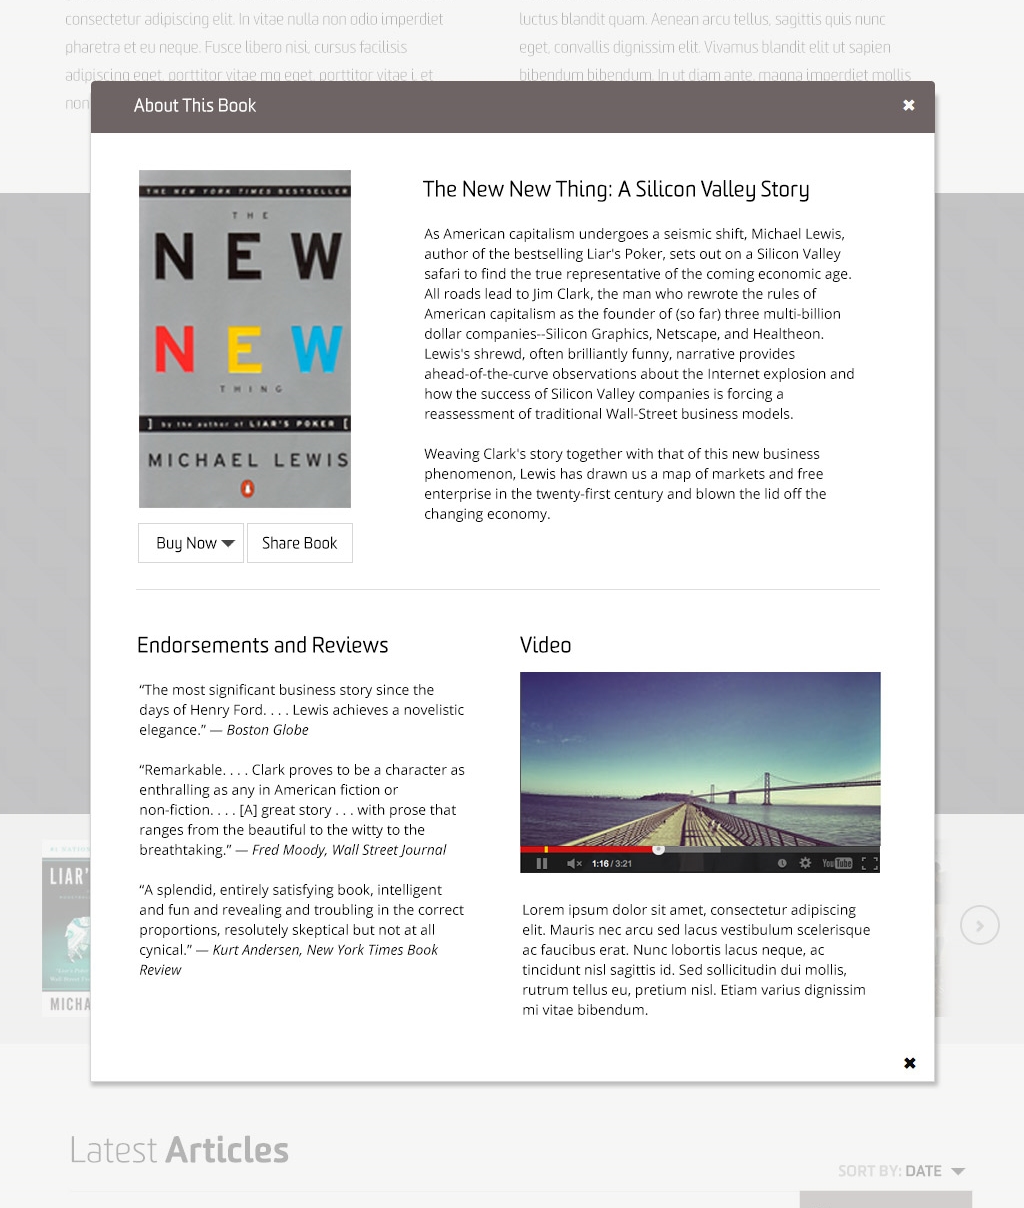 consectetur adipiscing elit. In vitae nulla non odio imperdiet
pharetra et eu neque. Fusce libero nisi, cursus facilisis
adipiscing eget, porttitor vitae mq eget, porttitor vitae i, et
non
luctus blandit quam. Aenean arcu tellus, sagittis quis nunc
eget, convallis dignissim elit. Vivamus blandit elit ut sapien
bibendum bibendum. In ut diam ante, magna imperdiet mollis
About This Book
THE NEW YORK TIMES BESTSELLER
THE
NEW
NEW
THING
] by the author of LIAR'S POKER [
MICHAEL LEWIS
Buy Now
Share Book
The New New Thing: A Silicon Valley Story
As American capitalism undergoes a seismic shift, Michael Lewis,
author of the bestselling Liar's Poker, sets out on a Silicon Valley
safari to find the true representative of the coming economic age.
All roads lead to Jim Clark, the man who rewrote the rules of
American capitalism as the founder of (so far) three multi-billion
dollar companies--Silicon Graphics, Netscape, and Healtheon.
Lewis's shrewd, often brilliantly funny, narrative provides
ahead-of-the-curve observations about the Internet explosion and
how the success of Silicon Valley companies is forcing a
reassessment of traditional Wall-Street business models.
Weaving Clark's story together with that of this new business
phenomenon, Lewis has drawn us a map of markets and free
enterprise in the twenty-first century and blown the lid off the
changing economy.
Endorsements and Reviews
“The most significant business story since the
days of Henry Ford. . . . Lewis achieves a novelistic
elegance.” — Boston Globe
“Remarkable. . . . Clark proves to be a character as
enthralling as any in American fiction or
non-fiction. . . . [A] great story . . . with prose that
ranges from the beautiful to the witty to the
breathtaking.” — Fred Moody, Wall Street Journal
“A splendid, entirely satisfying book, intelligent
and fun and revealing and troubling in the correct
proportions, resolutely skeptical but not at all
cynical.” — Kurt Andersen, New York Times Book
Review
Video
1:16 / 3:21
YouTube
Lorem ipsum dolor sit amet, consectetur adipiscing
elit. Mauris nec arcu sed lacus vestibulum scelerisque
ac faucibus erat. Nunc lobortis lacus neque, ac
tincidunt nisl sagittis id. Sed sollicitudin dui mollis,
rutrum tellus eu, pretium nisl. Etiam varius dignissim
mi vitae bibendum.
LIAR'
MICHA
Latest Articles
SORT BY: DATE